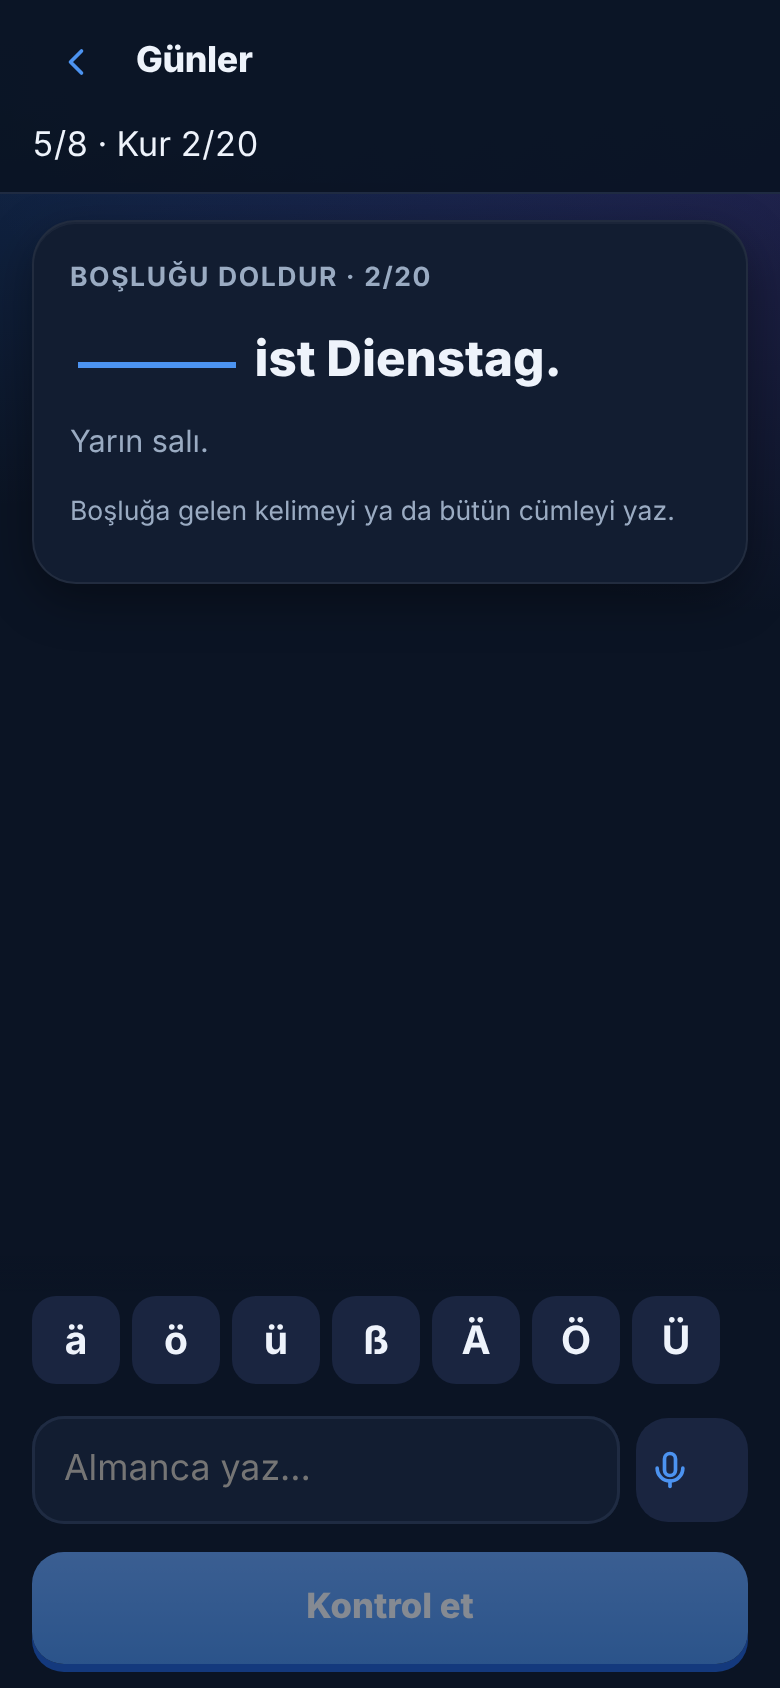 Günler
5/8 · Kur 2/20
BOŞLUĞU DOLDUR · 2/20
ist Dienstag.
Yarın salı.
Boşluğa gelen kelimeyi ya da bütün cümleyi yaz.
ä ö ü ß Ä Ö Ü
Almanca yaz...
Kontrol et